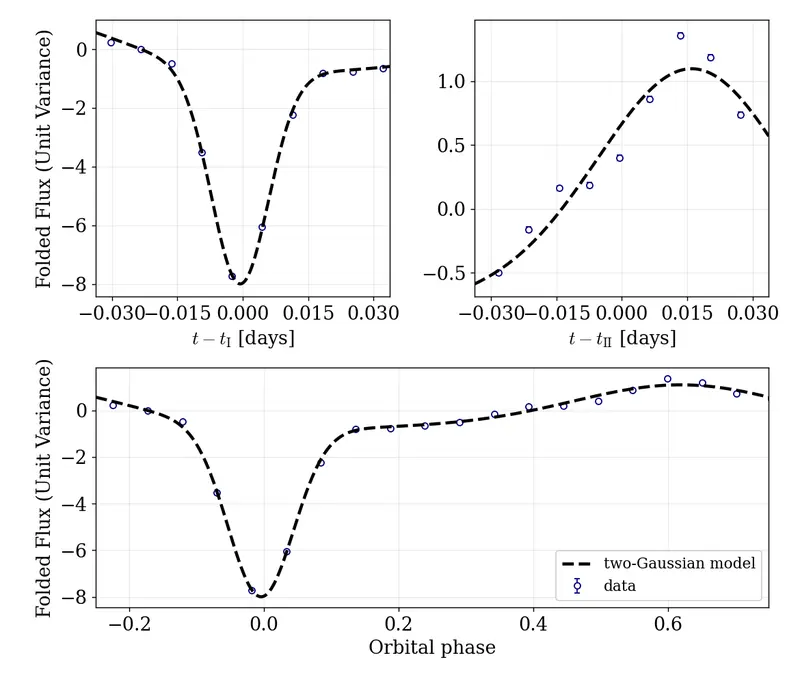 Folded Flux (Unit Variance)
0
−2
−4
−6
−8
−0.030 −0.015 0.000 0.015 0.030
t − tI [days]
1.0
0.5
0.0
−0.5
−0.030 −0.015 0.000 0.015 0.030
t − tII [days]
Folded Flux (Unit Variance)
0
−2
−4
−6
−8
two-Gaussian model
data
−0.2 0.0 0.2 0.4 0.6
Orbital phase